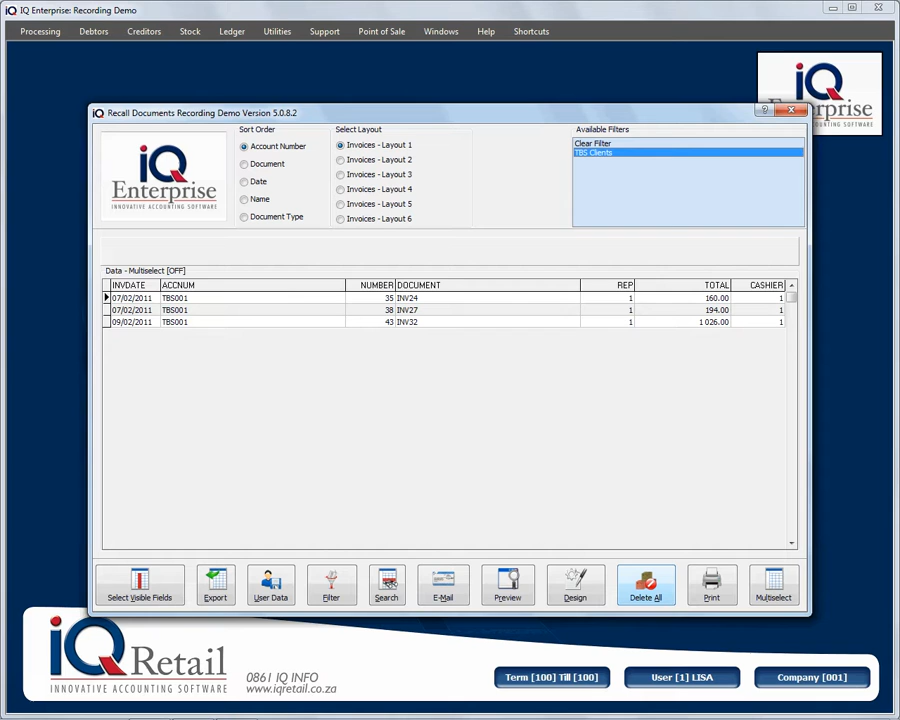 IQ Enterprise: Recording Demo
Processing Debtors Creditors Stock Ledger Utilities Support Point of Sale Windows Help Shortcuts
iQ
Enterprise
ACCOUNTING SOFTWARE
Recall Documents Recording Demo Version 5.0.8.2
iQ
Enterprise
INNOVATIVE ACCOUNTING SOFTWARE
Sort Order
Account Number
Document
Date
Name
Document Type
Select Layout
Invoices - Layout 1
Invoices - Layout 2
Invoices - Layout 3
Invoices - Layout 4
Invoices - Layout 5
Invoices - Layout 6
Available Filters
Clear Filter
TBS Clients
Data - Multiselect [OFF]
INVDATE ACCNUM NUMBER DOCUMENT REP TOTAL CASHIER
07/02/2011 TBS001 35 INV24 1 160.00 1
07/02/2011 TBS001 38 INV27 1 194.00 1
09/02/2011 TBS001 43 INV32 1 1 026.00 1
Select Visible Fields Export User Data Filter Search E-Mail Preview Design Delete All Print Multiselect
iQ Retail
INNOVATIVE ACCOUNTING SOFTWARE
0861 IQ INFO
www.iqretail.co.za
Term [100] Till [100] User [1] LISA Company [001]